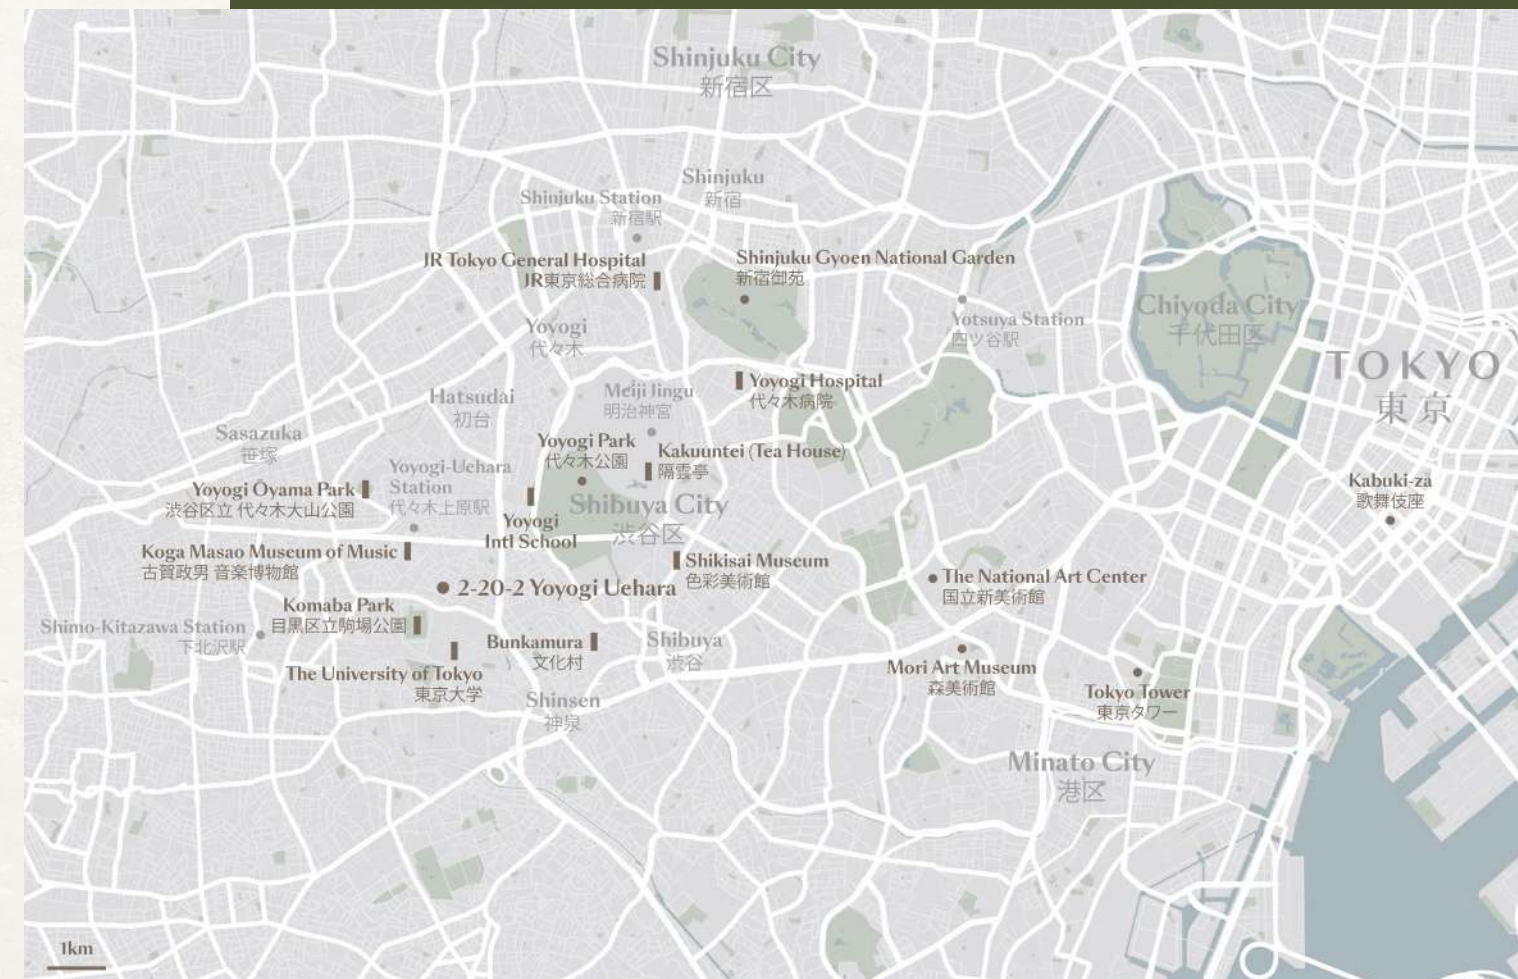 Shinjuku City
新宿区
Shinjuku
新宿
Shinjuku Station
新宿駅
JR Tokyo General Hospital
JR東京総合病院
Shinjuku Gyoen National Garden
新宿御苑
Chiyoda City
千代田区
Yotsuya Station
四ツ谷駅
Yoyogi
代々木
TOKYO
東京
Yoyogi Hospital
代々木病院
Meiji Jingu
明治神宮
Hatsudai
初台
Sasazuka
笹塚
Yoyogi Park
代々木公園
Kakuuntei (Tea House)
隔雲亭
Yoyogi-Uehara
Station
代々木上原駅
Yoyogi Oyama Park
渋谷区立 代々木大山公園
Kabuki-za
歌舞伎座
Shibuya City
渋谷区
Yoyogi
Intl School
Koga Masao Museum of Music
古賀政男 音楽博物館
Shikisai Museum
色彩美術館
The National Art Center
国立新美術館
2-20-2 Yoyogi Uehara
Komaba Park
目黒区立駒場公園
Shimo-Kitazawa Station
下北沢駅
Bunkamura
文化村
Shibuya
渋谷
Mori Art Museum
森美術館
The University of Tokyo
東京大学
Tokyo Tower
東京タワー
Shinsen
神泉
Minato City
港区
1km